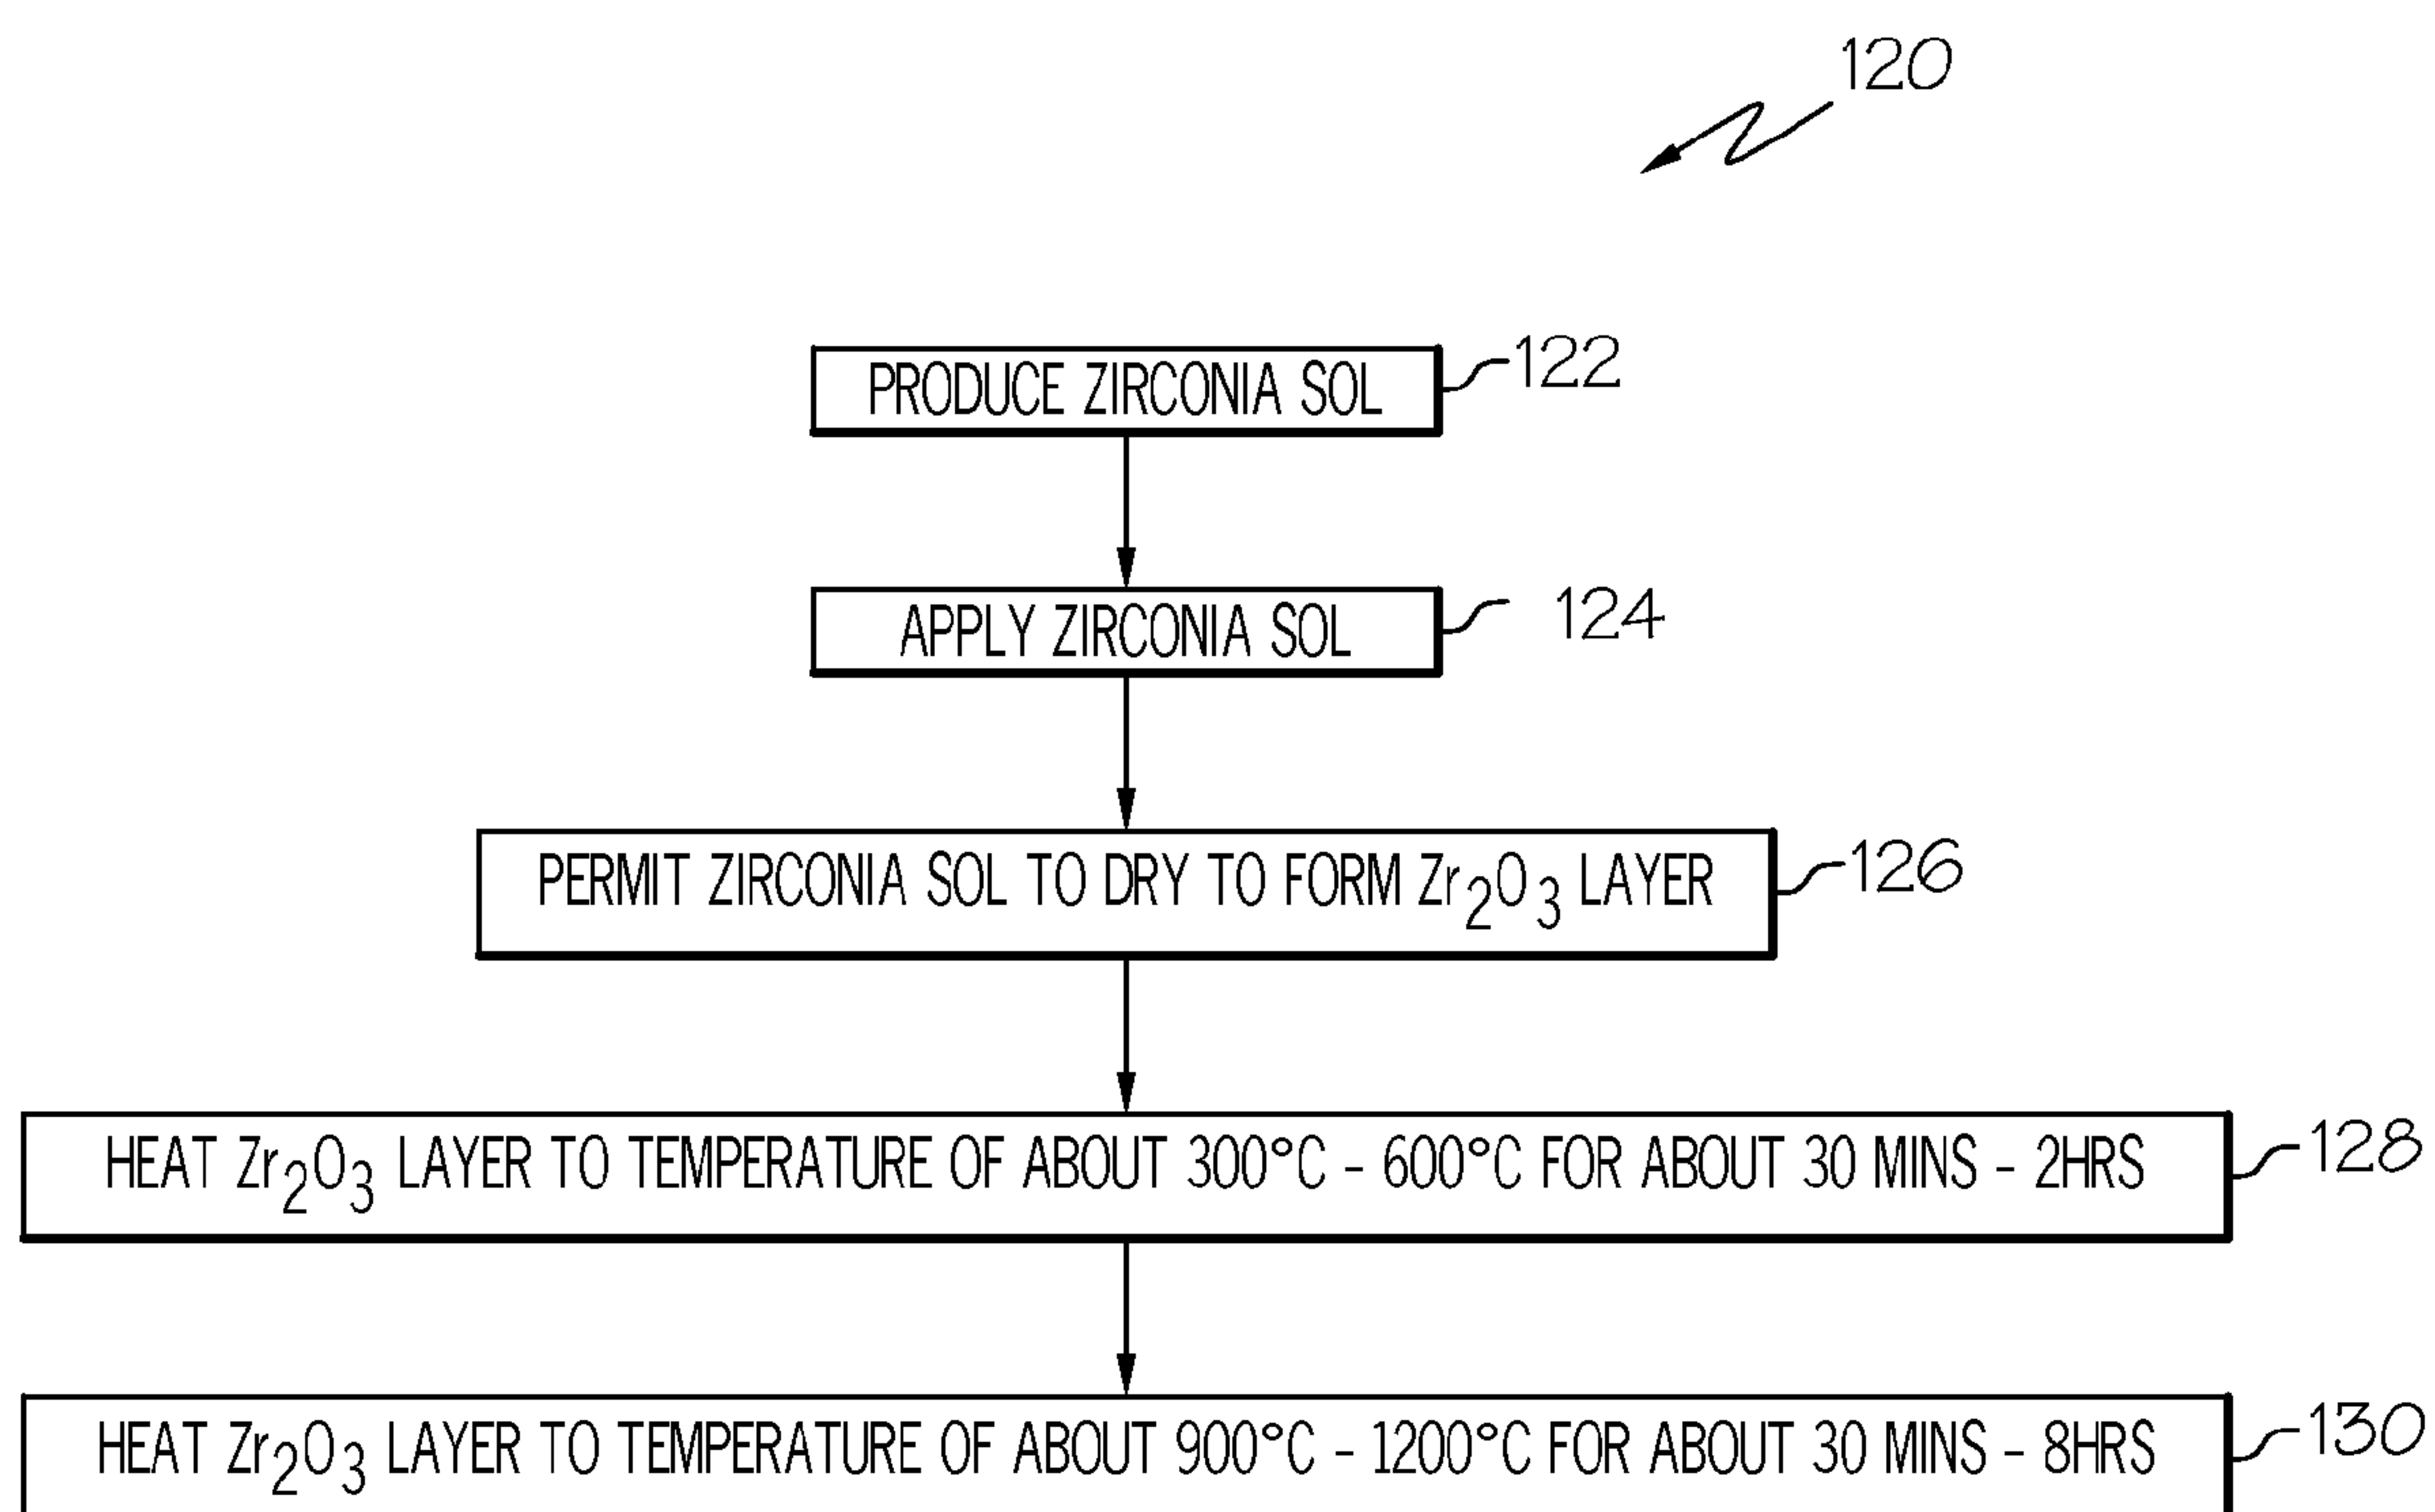 120
PRODUCE ZIRCONIA SOL
122
APPLY ZIRCONIA SOL
124
PERMIT ZIRCONIA SOL TO DRY TO FORM Zr₂O₃ LAYER
126
HEAT Zr₂O₃ LAYER TO TEMPERATURE OF ABOUT 300°C – 600°C FOR ABOUT 30 MINS – 2HRS
128
HEAT Zr₂O₃ LAYER TO TEMPERATURE OF ABOUT 900°C – 1200°C FOR ABOUT 30 MINS – 8HRS
130